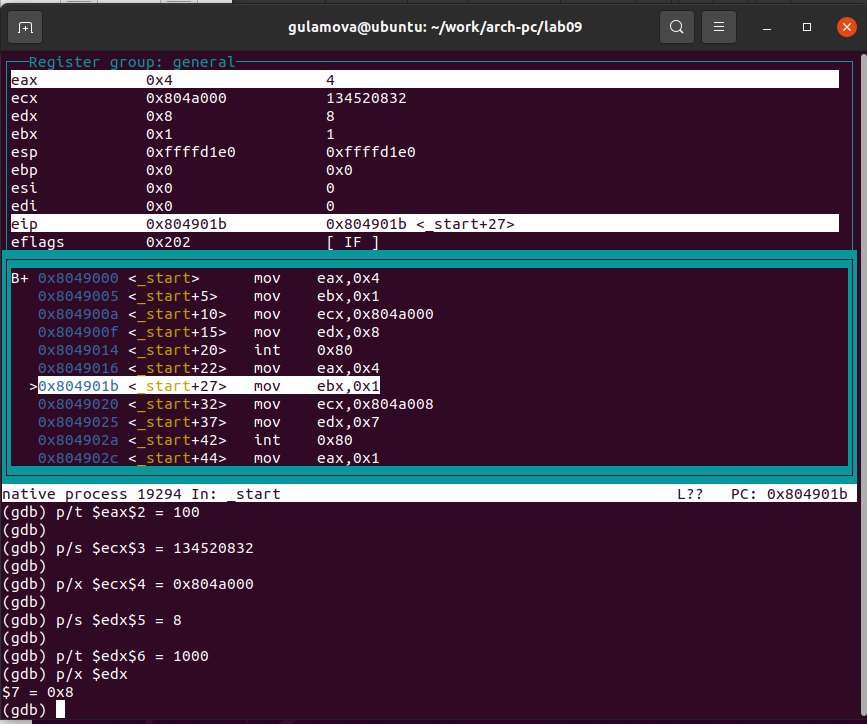 gulamova@ubuntu: ~/work/arch-pc/lab09
Register group: general
eax 0x4 4
ecx 0x804a000 134520832
edx 0x8 8
ebx 0x1 1
esp 0xffffd1e0 0xffffd1e0
ebp 0x0 0x0
esi 0x0 0
edi 0x0 0
eip 0x804901b 0x804901b <_start+27>
eflags 0x202 [ IF ]
B+ 0x8049000 <_start> mov eax,0x4
0x8049005 <_start+5> mov ebx,0x1
0x804900a <_start+10> mov ecx,0x804a000
0x804900f <_start+15> mov edx,0x8
0x8049014 <_start+20> int 0x80
0x8049016 <_start+22> mov eax,0x4
>0x804901b <_start+27> mov ebx,0x1
0x8049020 <_start+32> mov ecx,0x804a008
0x8049025 <_start+37> mov edx,0x7
0x804902a <_start+42> int 0x80
0x804902c <_start+44> mov eax,0x1
native process 19294 In: _start L?? PC: 0x804901b
(gdb) p/t $eax$2 = 100
(gdb)
(gdb) p/s $ecx$3 = 134520832
(gdb)
(gdb) p/x $ecx$4 = 0x804a000
(gdb)
(gdb) p/s $edx$5 = 8
(gdb)
(gdb) p/t $edx$6 = 1000
(gdb) p/x $edx
$7 = 0x8
(gdb)